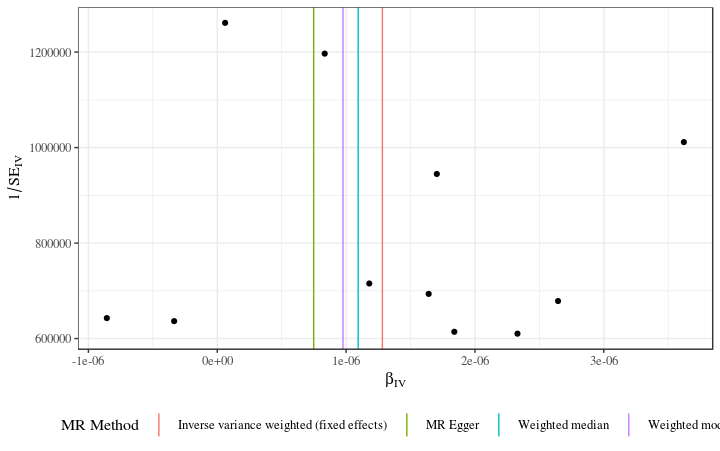 1200000
1000000
800000
600000
1/SE_IV
-1e-06 0e+00 1e-06 2e-06 3e-06
β_IV
MR Method Inverse variance weighted (fixed effects) MR Egger Weighted median Weighted